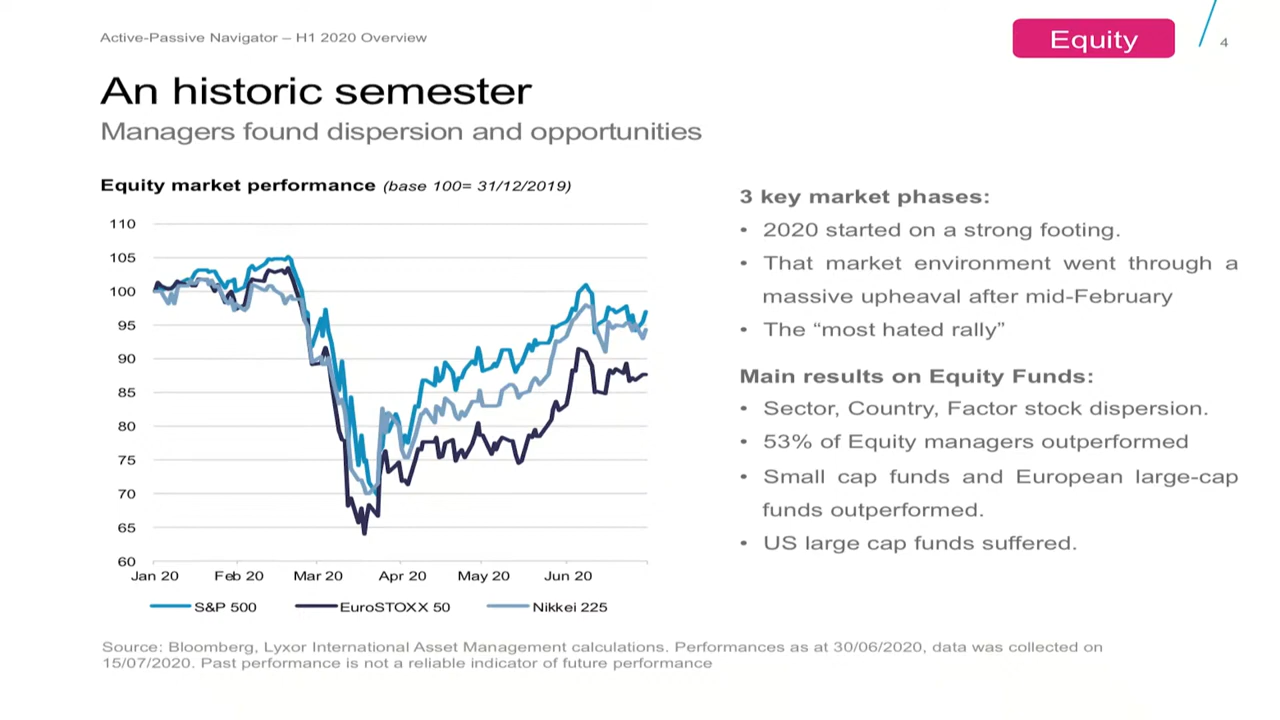 Active-Passive Navigator – H1 2020 Overview
Equity
4
An historic semester
Managers found dispersion and opportunities
Equity market performance (base 100= 31/12/2019)
110
105
100
95
90
85
80
75
70
65
60
Jan 20 Feb 20 Mar 20 Apr 20 May 20 Jun 20
S&P 500 EuroSTOXX 50 Nikkei 225
3 key market phases:
• 2020 started on a strong footing.
• That market environment went through a
massive upheaval after mid-February
• The “most hated rally”
Main results on Equity Funds:
• Sector, Country, Factor stock dispersion.
• 53% of Equity managers outperformed
• Small cap funds and European large-cap
funds outperformed.
• US large cap funds suffered.
Source: Bloomberg, Lyxor International Asset Management calculations. Performances as at 30/06/2020, data was collected on
15/07/2020. Past performance is not a reliable indicator of future performance